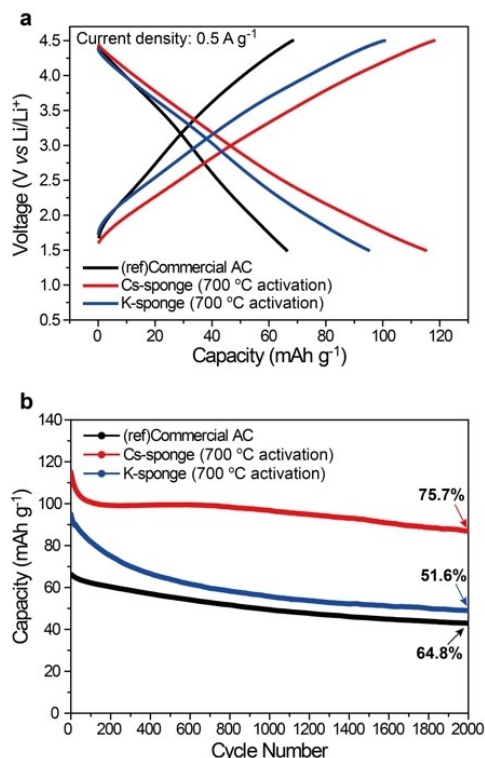 a
Current density: 0.5 A g⁻¹
Voltage (V vs Li/Li⁺)
4.5
4.0
3.5
3.0
2.5
2.0
1.5
1.0
0.5
(ref)Commercial AC
Cs-sponge (700 °C activation)
K-sponge (700 °C activation)
0 20 40 60 80 100 120
Capacity (mAh g⁻¹)
b
Capacity (mAh g⁻¹)
140
120
100
80
60
40
20
0
(ref)Commercial AC
Cs-sponge (700 °C activation)
K-sponge (700 °C activation)
75.7%
51.6%
64.8%
0 200 400 600 800 1000 1200 1400 1600 1800 2000
Cycle Number